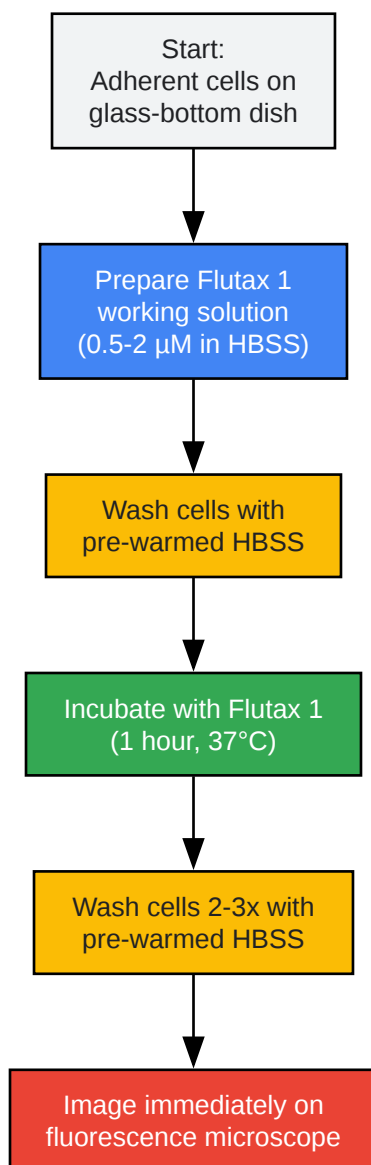 Start:
Adherent cells on
glass-bottom dish
Prepare Flutax 1
working solution
(0.5-2 µM in HBSS)
Wash cells with
pre-warmed HBSS
Incubate with Flutax 1
(1 hour, 37°C)
Wash cells 2-3x with
pre-warmed HBSS
Image immediately on
fluorescence microscope